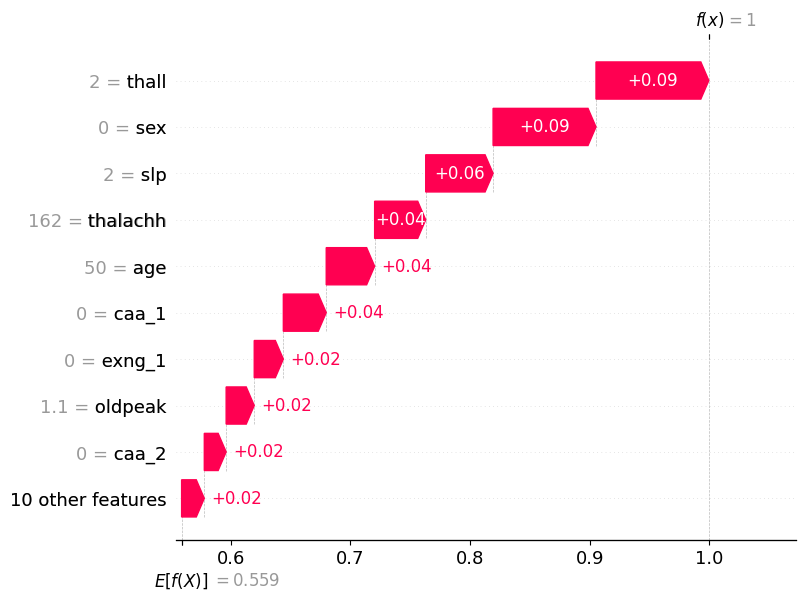 f(x) = 1
2 = thall +0.09
0 = sex +0.09
2 = slp +0.06
162 = thalachh +0.04
50 = age +0.04
0 = caa_1 +0.04
0 = exng_1 +0.02
1.1 = oldpeak +0.02
0 = caa_2 +0.02
10 other features +0.02
0.6 0.7 0.8 0.9 1.0
E[f(X)] = 0.559